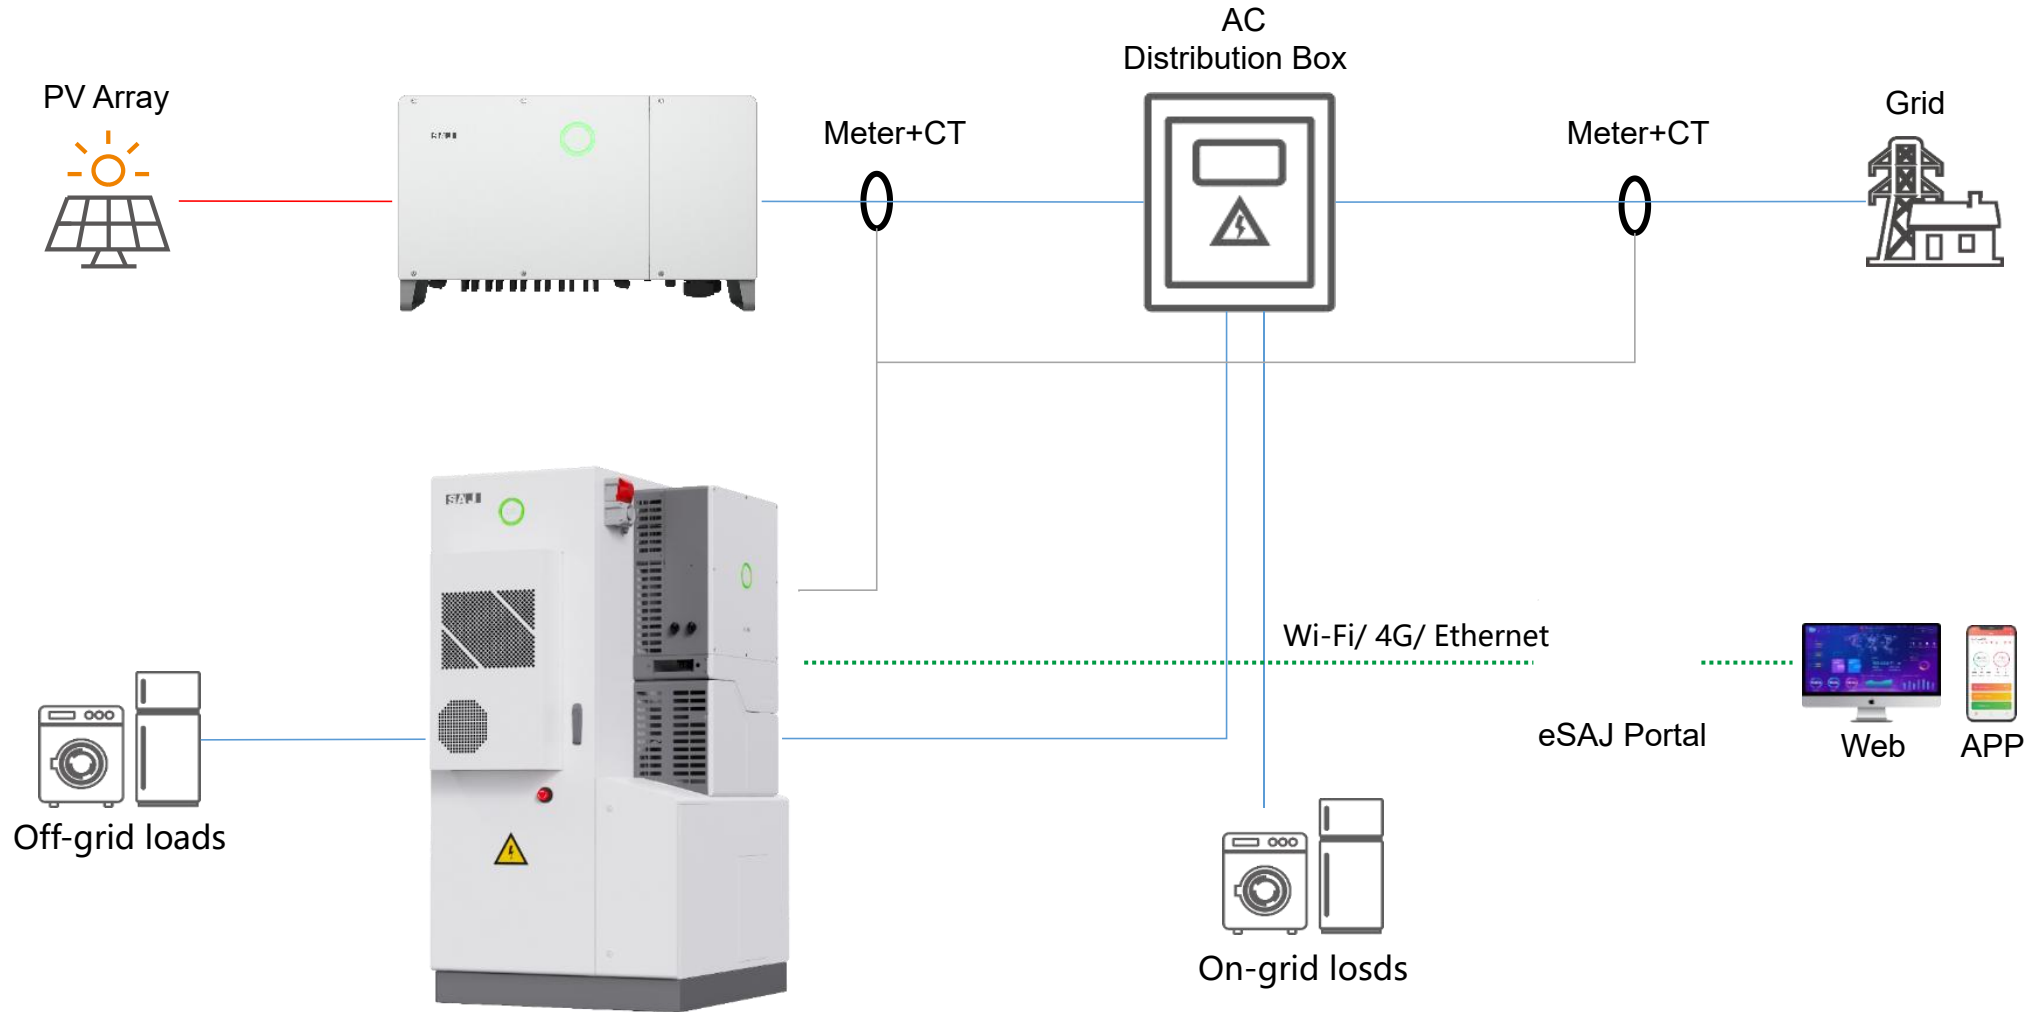 AC
Distribution Box
PV Array
Grid
Meter+CT
Meter+CT
SAJ
SAJ
Wi-Fi/ 4G/ Ethernet
eSAJ Portal
Web
APP
Off-grid loads
On-grid losds